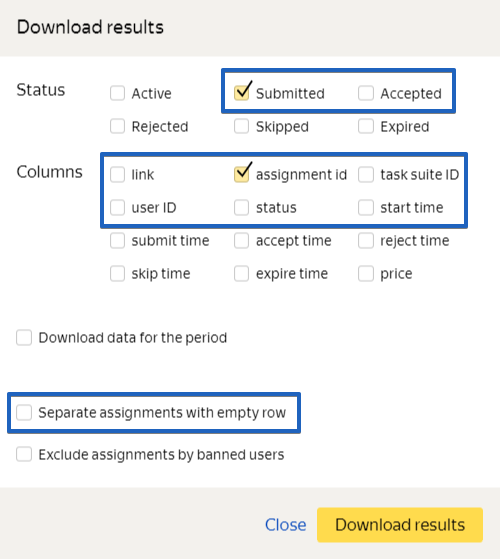 Download results
Status Active Submitted Accepted
Rejected Skipped Expired
Columns link assignment id task suite ID
user ID status start time
submit time accept time reject time
skip time expire time price
Download data for the period
Separate assignments with empty row
Exclude assignments by banned users
Close Download results